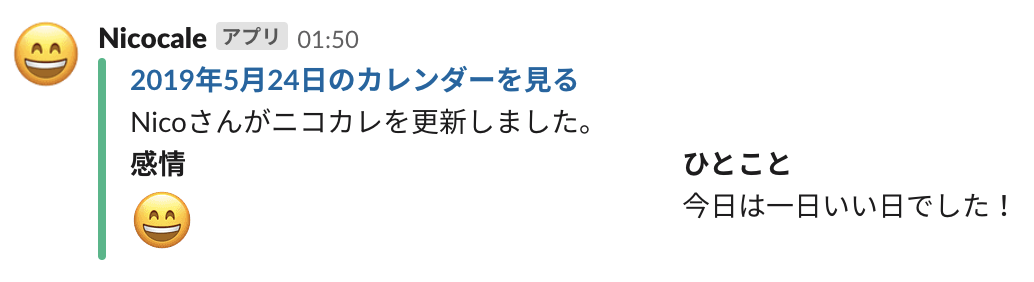 Nicocale アプリ 01:50
2019年5月24日のカレンダーを見る
Nicoさんがニコカレを更新しました。
感情 ひとこと
今日は一日いい日でした！